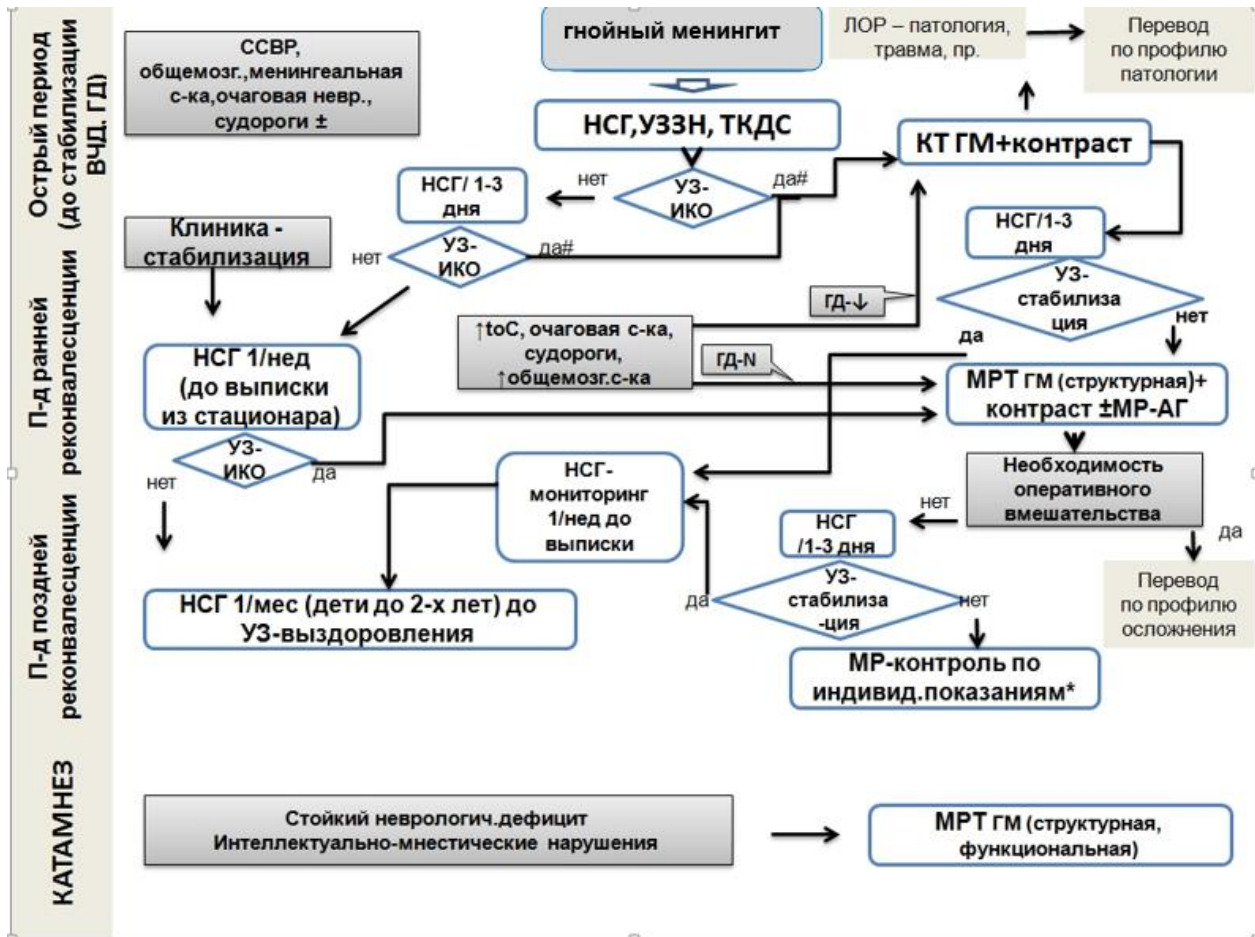 Острый период
(до стабилизации
ВЧД, ГД)
ССВР,
общемозг.,менингеальная
с-ка,очаговая невр.,
судороги ±
гнойный менингит
ЛОР – патология,
травма, пр.
Перевод
по профилю
патологии
НСГ,УЗЗН, ТКДС
КТ ГМ+контраст
УЗ-
ИКО
нет
да#
НСГ/ 1-3
дня
УЗ-
ИКО
нет
да#
НСГ/1-3
дня
УЗ-
стабилиза
ция
да
нет
П-д ранней
реконвалесценции
Клиника -
стабилизация
ГД-↓
↑toC, очаговая с-ка,
судороги,
↑общемозг.с-ка
ГД-N
НСГ 1/нед
(до выписки
из стационара)
МРТ ГМ (структурная)+
контраст ±МР-АГ
УЗ-
ИКО
нет
да
П-д поздней
реконвалесценции
НСГ-
мониторинг
1/нед до
выписки
Необходимость
оперативного
вмешательства
нет
да
НСГ
/1-3 дня
УЗ-
стабилиза
-ция
да
нет
Перевод
по профилю
осложнения
НСГ 1/мес (дети до 2-х лет) до
УЗ-выздоровления
МР-контроль по
индивид.показаниям*
КАТАМНЕЗ
Стойкий неврологич.дефицит
Интеллектуально-мнестические нарушения
МРТ ГМ (структурная,
функциональная)